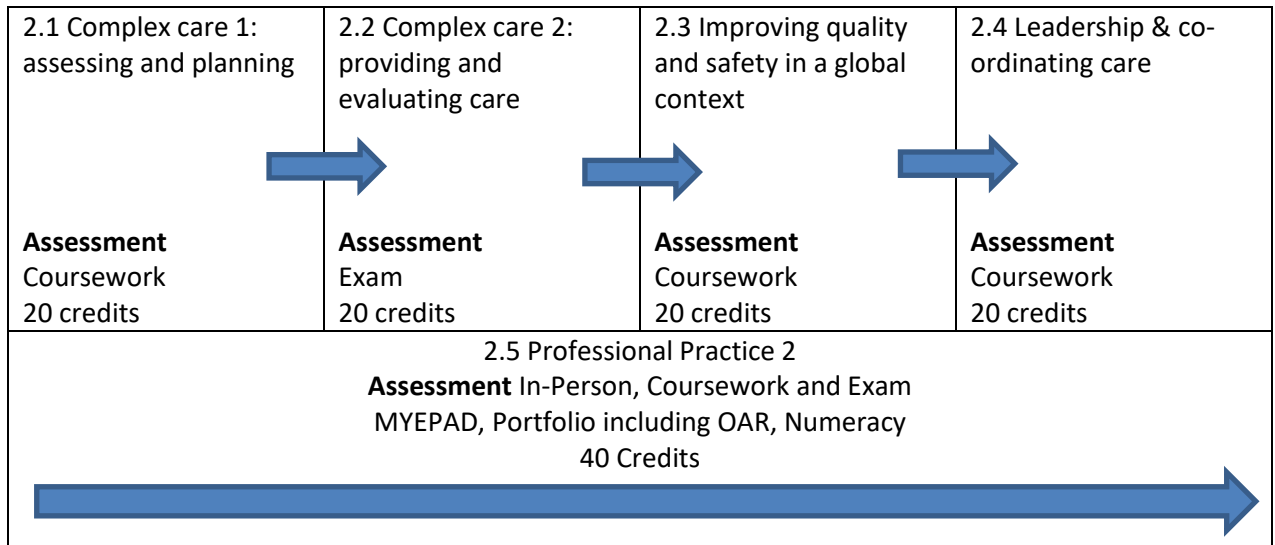 2.1 Complex care 1:
assessing and planning
Assessment
Coursework
20 credits
2.2 Complex care 2:
providing and
evaluating care
Assessment
Exam
20 credits
2.3 Improving quality
and safety in a global
context
Assessment
Coursework
20 credits
2.4 Leadership & co-
ordinating care
Assessment
Coursework
20 credits
2.5 Professional Practice 2
Assessment In-Person, Coursework and Exam
MYEPAD, Portfolio including OAR, Numeracy
40 Credits